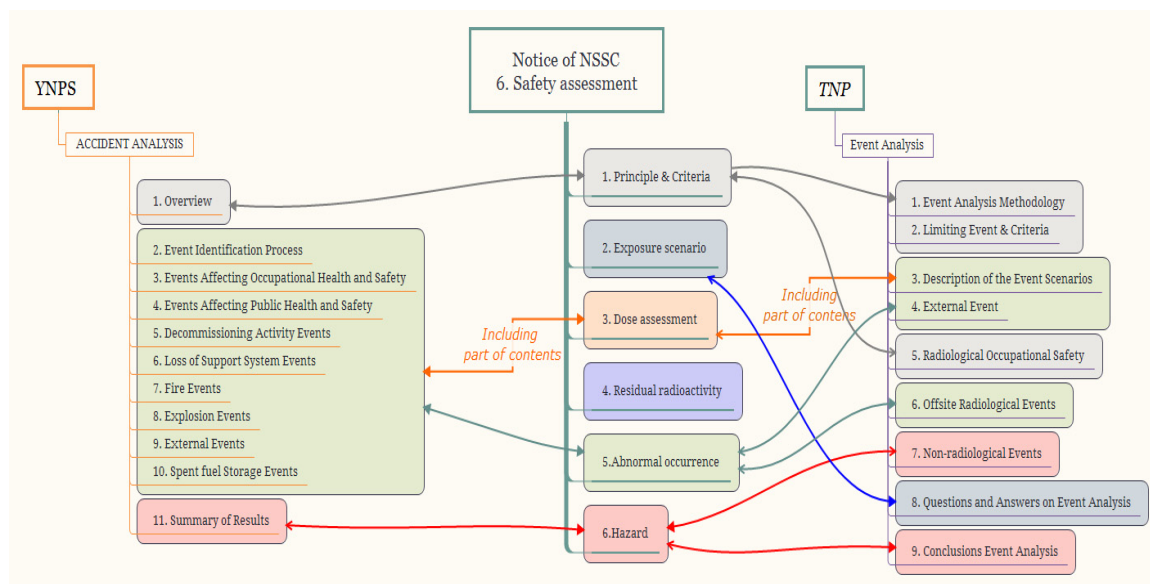 YNPS
ACCIDENT ANALYSIS
1. Overview
2. Event Identification Process
3. Events Affecting Occupational Health and Safety
4. Events Affecting Public Health and Safety
5. Decommissioning Activity Events
6. Loss of Support System Events
7. Fire Events
8. Explosion Events
9. External Events
10. Spent fuel Storage Events
11. Summary of Results
Including
part of contents
Notice of NSSC
6. Safety assessment
1. Principle & Criteria
2. Exposure scenario
3. Dose assessment
4. Residual radioactivity
5.Abnormal occurrence
6.Hazard
Including
part of contens
TNP
Event Analysis
1. Event Analysis Methodology
2. Limiting Event & Criteria
3. Description of the Event Scenarios
4. External Event
5. Radiological Occupational Safety
6. Offsite Radiological Events
7. Non-radiological Events
8. Questions and Answers on Event Analysis
9. Conclusions Event Analysis